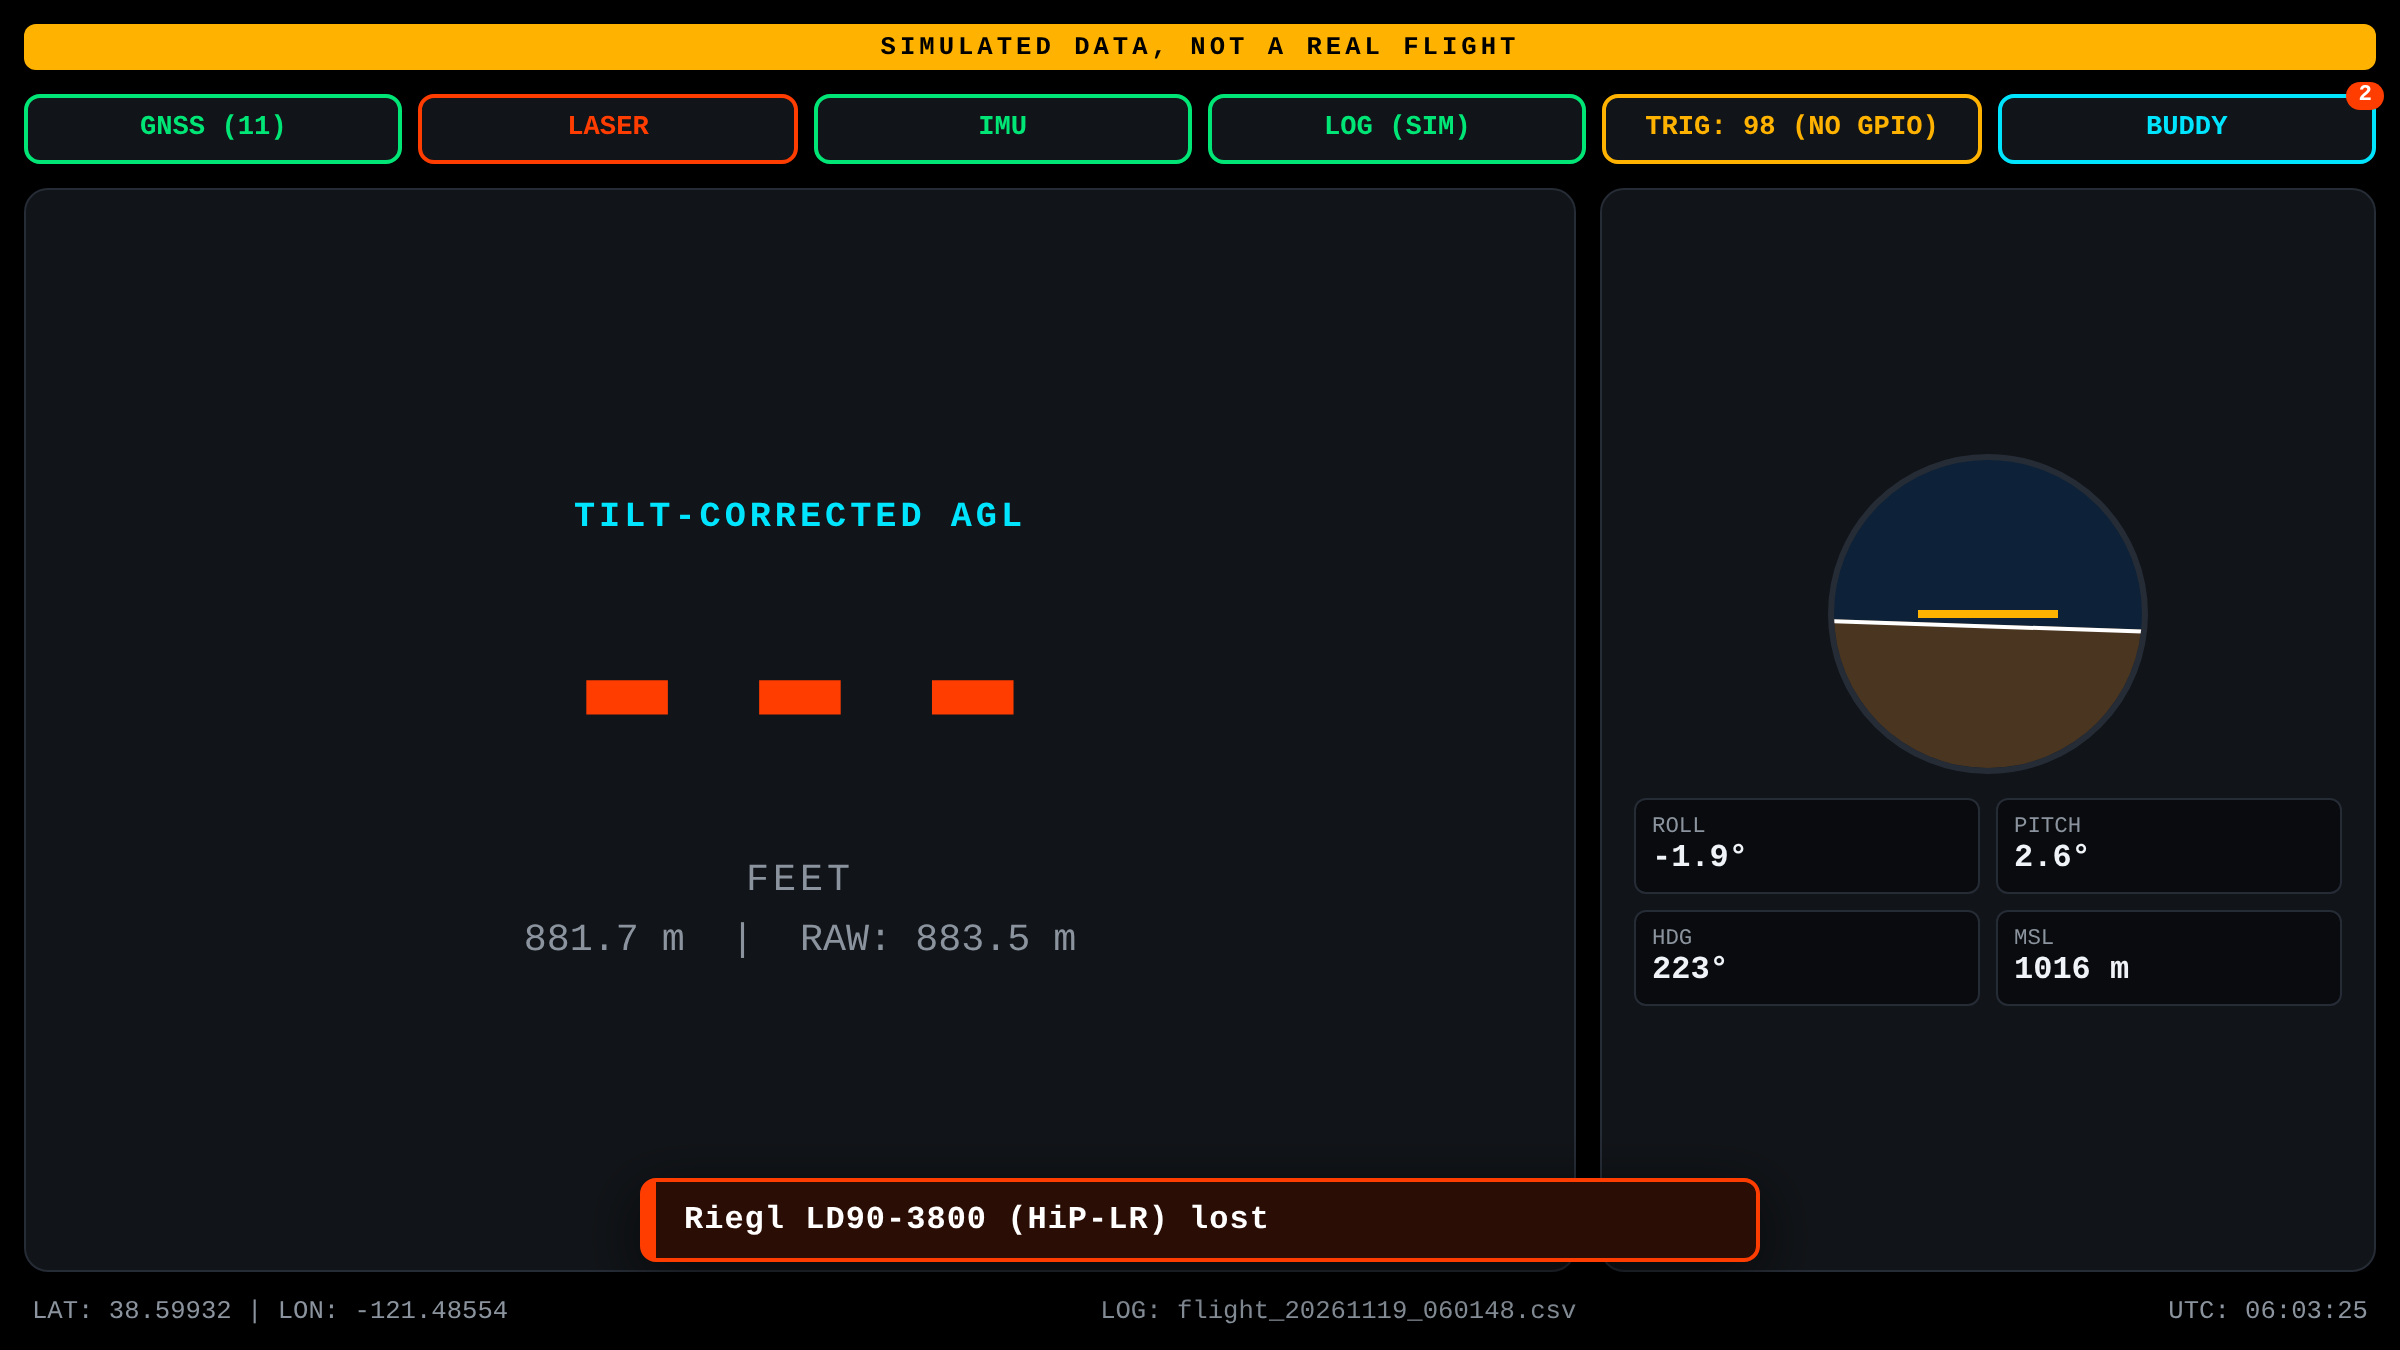 SIMULATED DATA, NOT A REAL FLIGHT
GNSS (11)
LASER
IMU
LOG (SIM)
TRIG: 98 (NO GPIO)
BUDDY
2
TILT-CORRECTED AGL
---
FEET
881.7 m | RAW: 883.5 m
ROLL
-1.9°
PITCH
2.6°
HDG
223°
MSL
1016 m
Riegl LD90-3800 (HiP-LR) lost
LAT: 38.59932 | LON: -121.48554
LOG: flight_20261119_060148.csv
UTC: 06:03:25